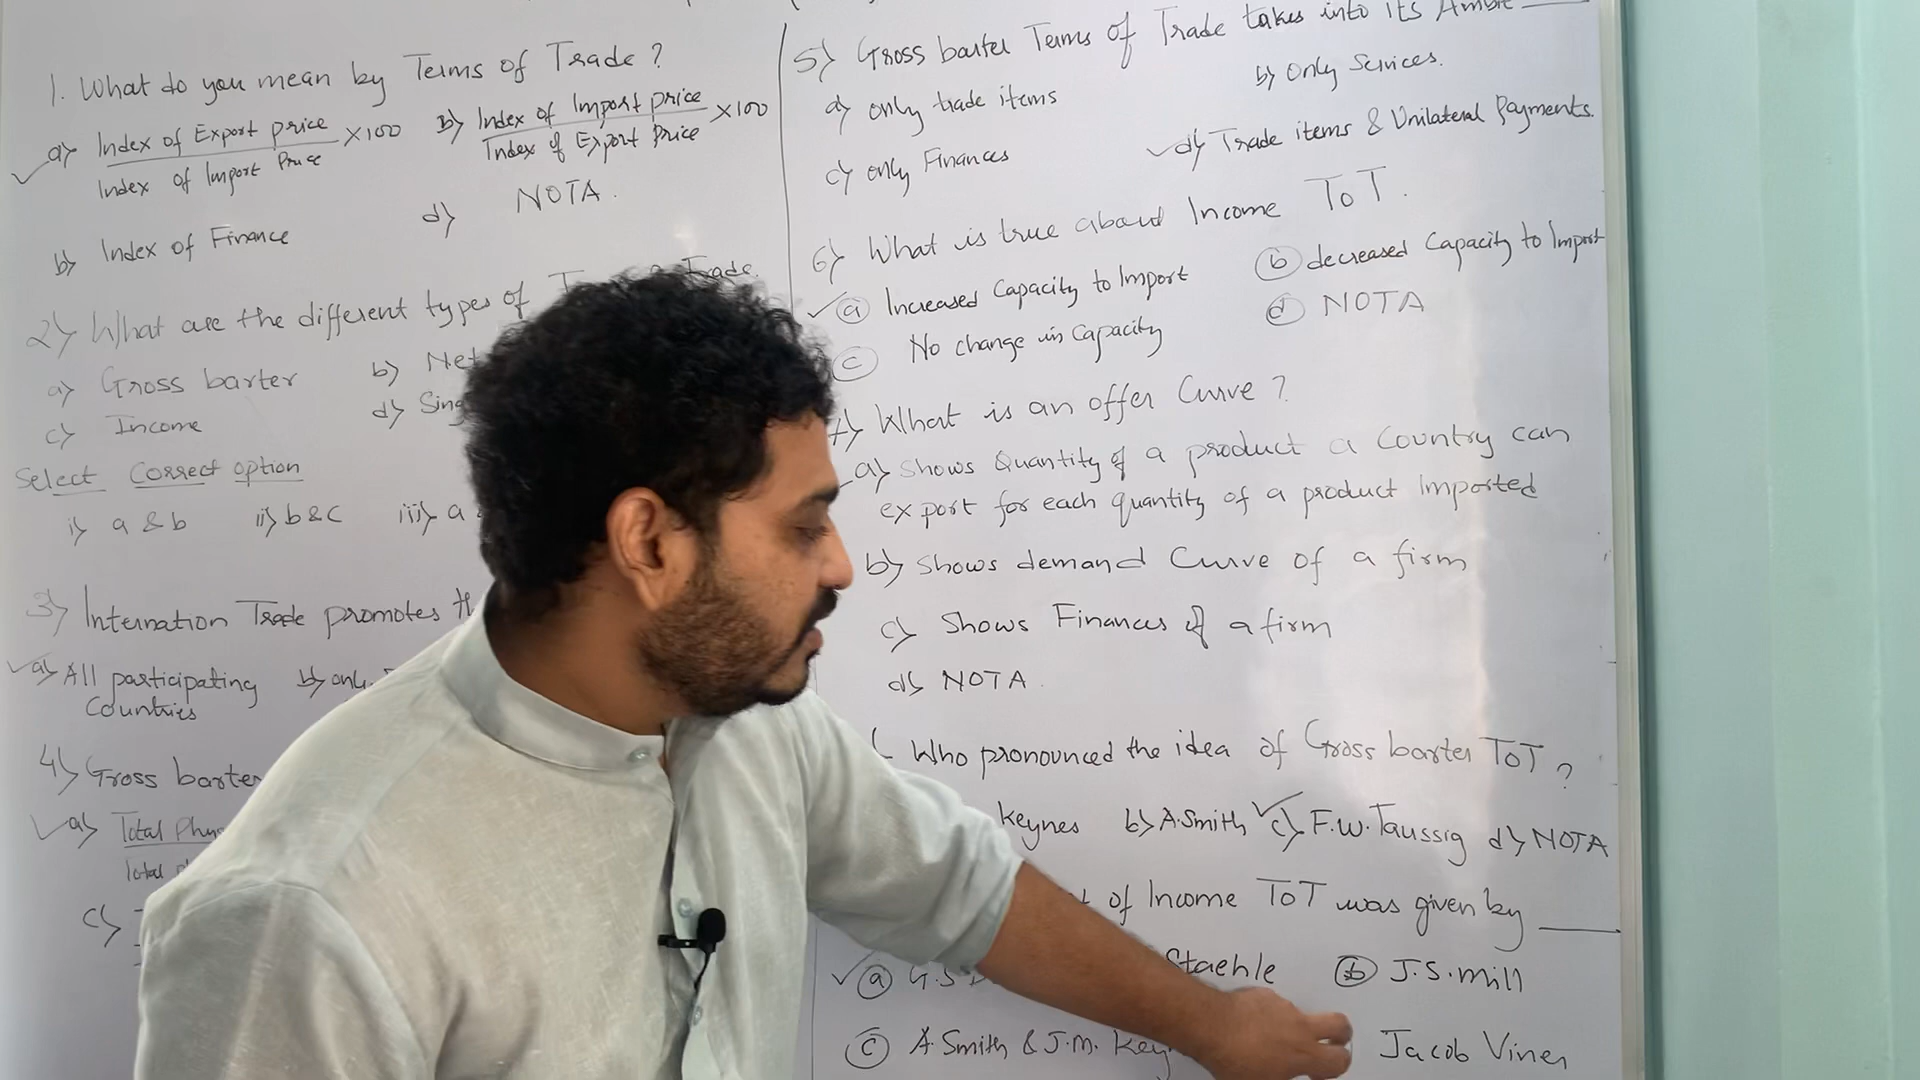 1. What do you mean by Terms of Trade ?
a) Index of Export price X100
Index of Import Price
b) Index of Import price X100
Index of Export Price
b) Index of Finance
d) NOTA.
2) What are the different types of Trade.
a) Gross barter
b) Net
c) Income
d) Sing
Select Correct option
i) a & b ii) b & c iii) a
3) Internation Trade promotes
a) All participating
Countries
b) only
4) Gross barter
a) Total Phys
Total
c)
5) Gross barter Terms of Trade takes into its Ambit ____
a) only trade items
b) Only Services.
c) only Finances
d) Trade items & Unilateral Payments.
6) What is true about Income ToT.
a Increased Capacity to Import
b decreased Capacity to Import
c No change in Capacity
d NOTA
7) What is an offer Curve ?
a) Shows Quantity of a product a Country can
export for each quantity of a product Imported
b) Shows demand Curve of a firm
c) Shows Finances of a firm
d) NOTA.
Who pronounced the idea of Gross barter ToT ?
Keynes b) A.Smith c) F.W.Taussig d) NOTA
of Income ToT was given by ____
a G.S. Staehle b J.S.Mill
c A.Smith & J.M. Key
Jacob Viner